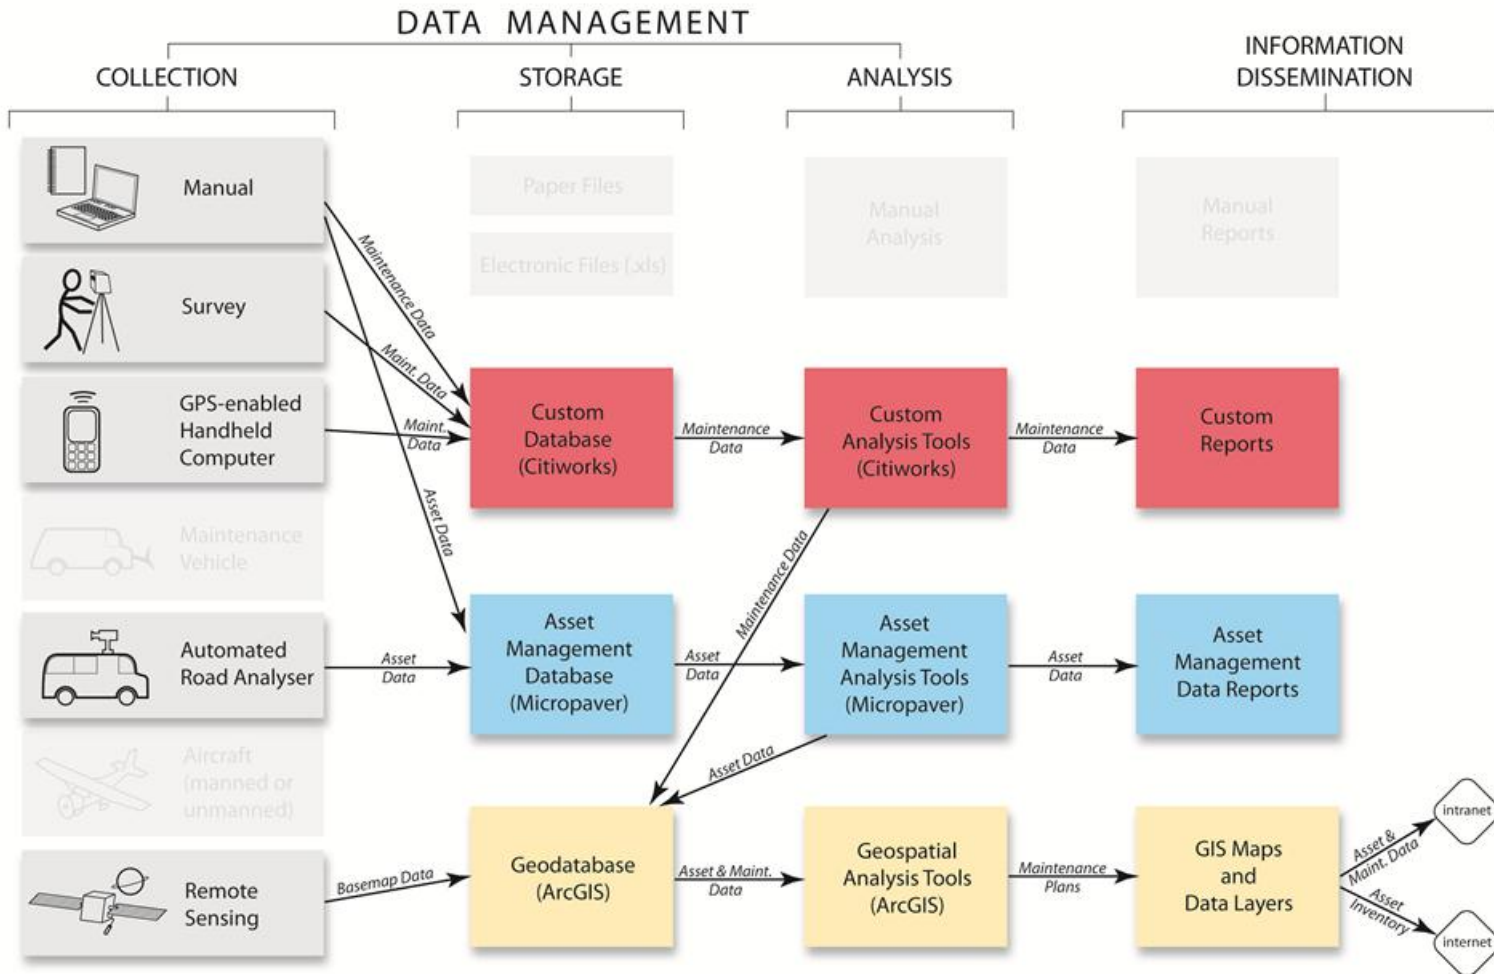 DATA MANAGEMENT
COLLECTION
STORAGE
ANALYSIS
INFORMATION
DISSEMINATION
Manual
Survey
GPS-enabled
Handheld
Computer
Maintenance
Vehicle
Automated
Road Analyser
Aircraft
(manned or
unmanned)
Remote
Sensing
Maintenance Data
Maint. Data
Maint.
Data
Asset Data
Asset
Data
Basemap Data
Paper Files
Electronic Files (.xls)
Custom
Database
(Citiworks)
Asset
Management
Database
(Micropaver)
Geodatabase
(ArcGIS)
Maintenance
Data
Maintenance Data
Asset
Data
Asset Data
Asset & Maint.
Data
Manual
Analysis
Custom
Analysis Tools
(Citiworks)
Asset
Management
Analysis Tools
(Micropaver)
Geospatial
Analysis Tools
(ArcGIS)
Maintenance
Data
Asset
Data
Maintenance
Plans
Manual
Reports
Custom
Reports
Asset
Management
Data Reports
GIS Maps
and
Data Layers
Asset &
Maint. Data
Asset
Inventory
intranet
internet